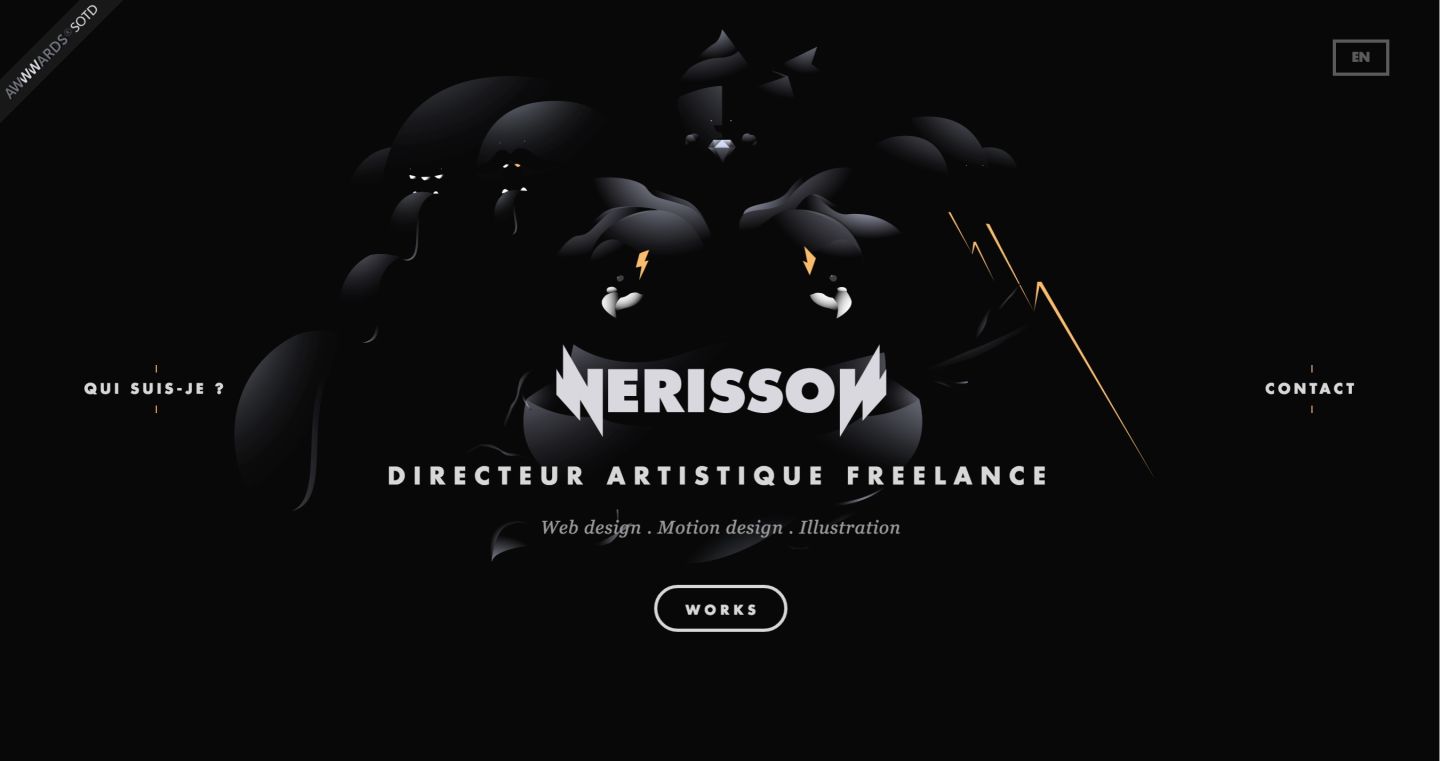 AWWWARDS® SOTD
EN
NERISSON
QUI SUIS-JE ?
CONTACT
DIRECTEUR ARTISTIQUE FREELANCE
Web design . Motion design . Illustration
WORKS